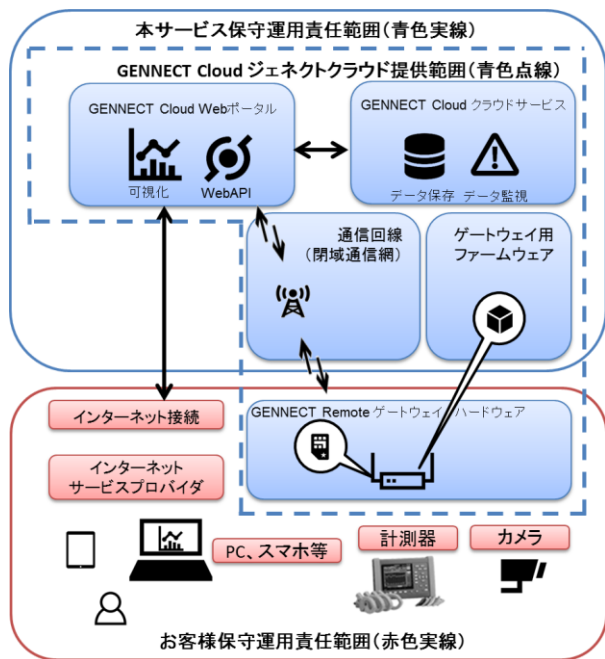 本サービス保守運用責任範囲(青色実線)
GENNECT Cloud ジェネクトクラウド提供範囲(青色点線)
GENNECT Cloud Webポータル
GENNECT Cloud クラウドサービス
可視化
WebAPI
データ保存
データ監視
通信回線
(閉域通信網)
ゲートウェイ用
ファームウェア
インターネット接続
GENNECT Remote ゲートウェイ ハードウェア
インターネット
サービスプロバイダ
PC、スマホ等
計測器
カメラ
お客様保守運用責任範囲(赤色実線)